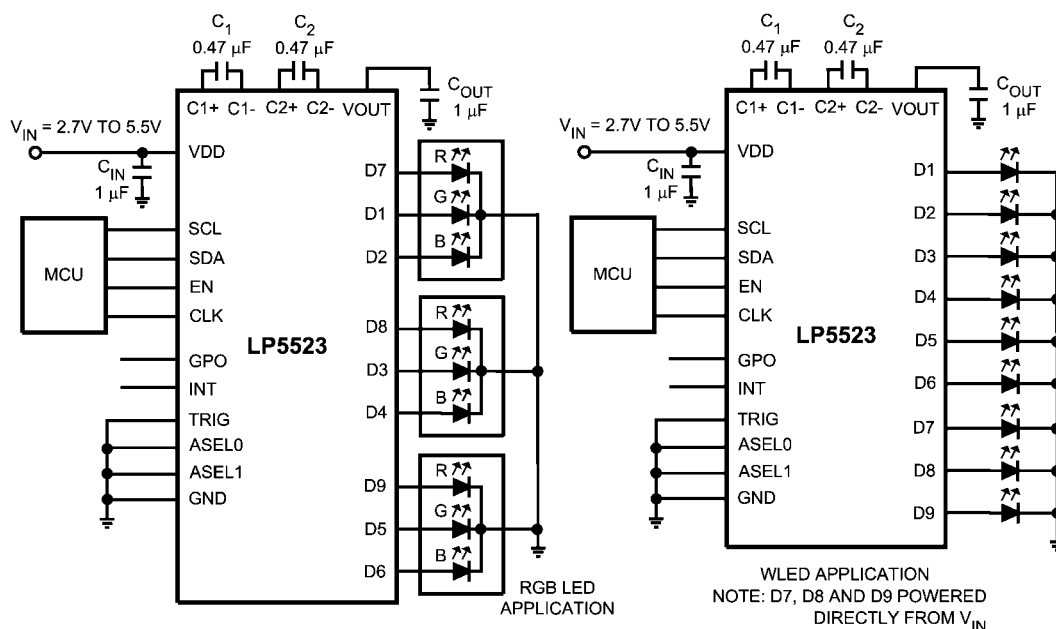 C1
0.47 µF
C2
0.47 µF
COUT
1 µF
C1+ C1- C2+ C2- VOUT
VIN = 2.7V TO 5.5V
CIN
1 µF
VDD
MCU
SCL
SDA
EN
CLK
GPO
INT
TRIG
ASEL0
ASEL1
GND
LP5523
D7
D1
D2
D8
D3
D4
D9
D5
D6
R
G
B
R
G
B
R
G
B
RGB LED
APPLICATION
C1
0.47 µF
C2
0.47 µF
COUT
1 µF
C1+ C1- C2+ C2- VOUT
VIN = 2.7V TO 5.5V
CIN
1 µF
VDD
MCU
SCL
SDA
EN
CLK
GPO
INT
TRIG
ASEL0
ASEL1
GND
LP5523
D1
D2
D3
D4
D5
D6
D7
D8
D9
WLED APPLICATION
NOTE: D7, D8 AND D9 POWERED
DIRECTLY FROM VIN